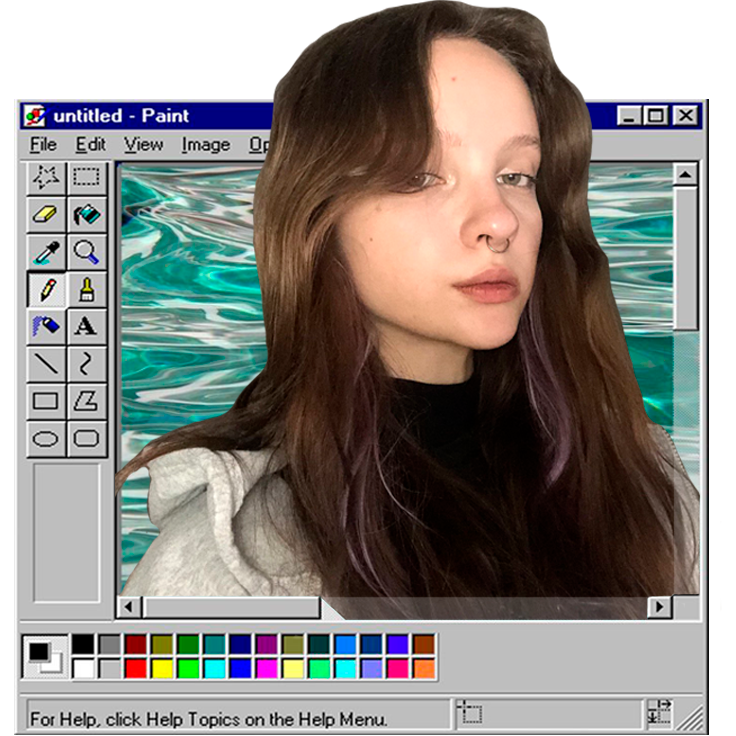 untitled - Paint
File Edit View Image Op
A
For Help, click Help Topics on the Help Menu.